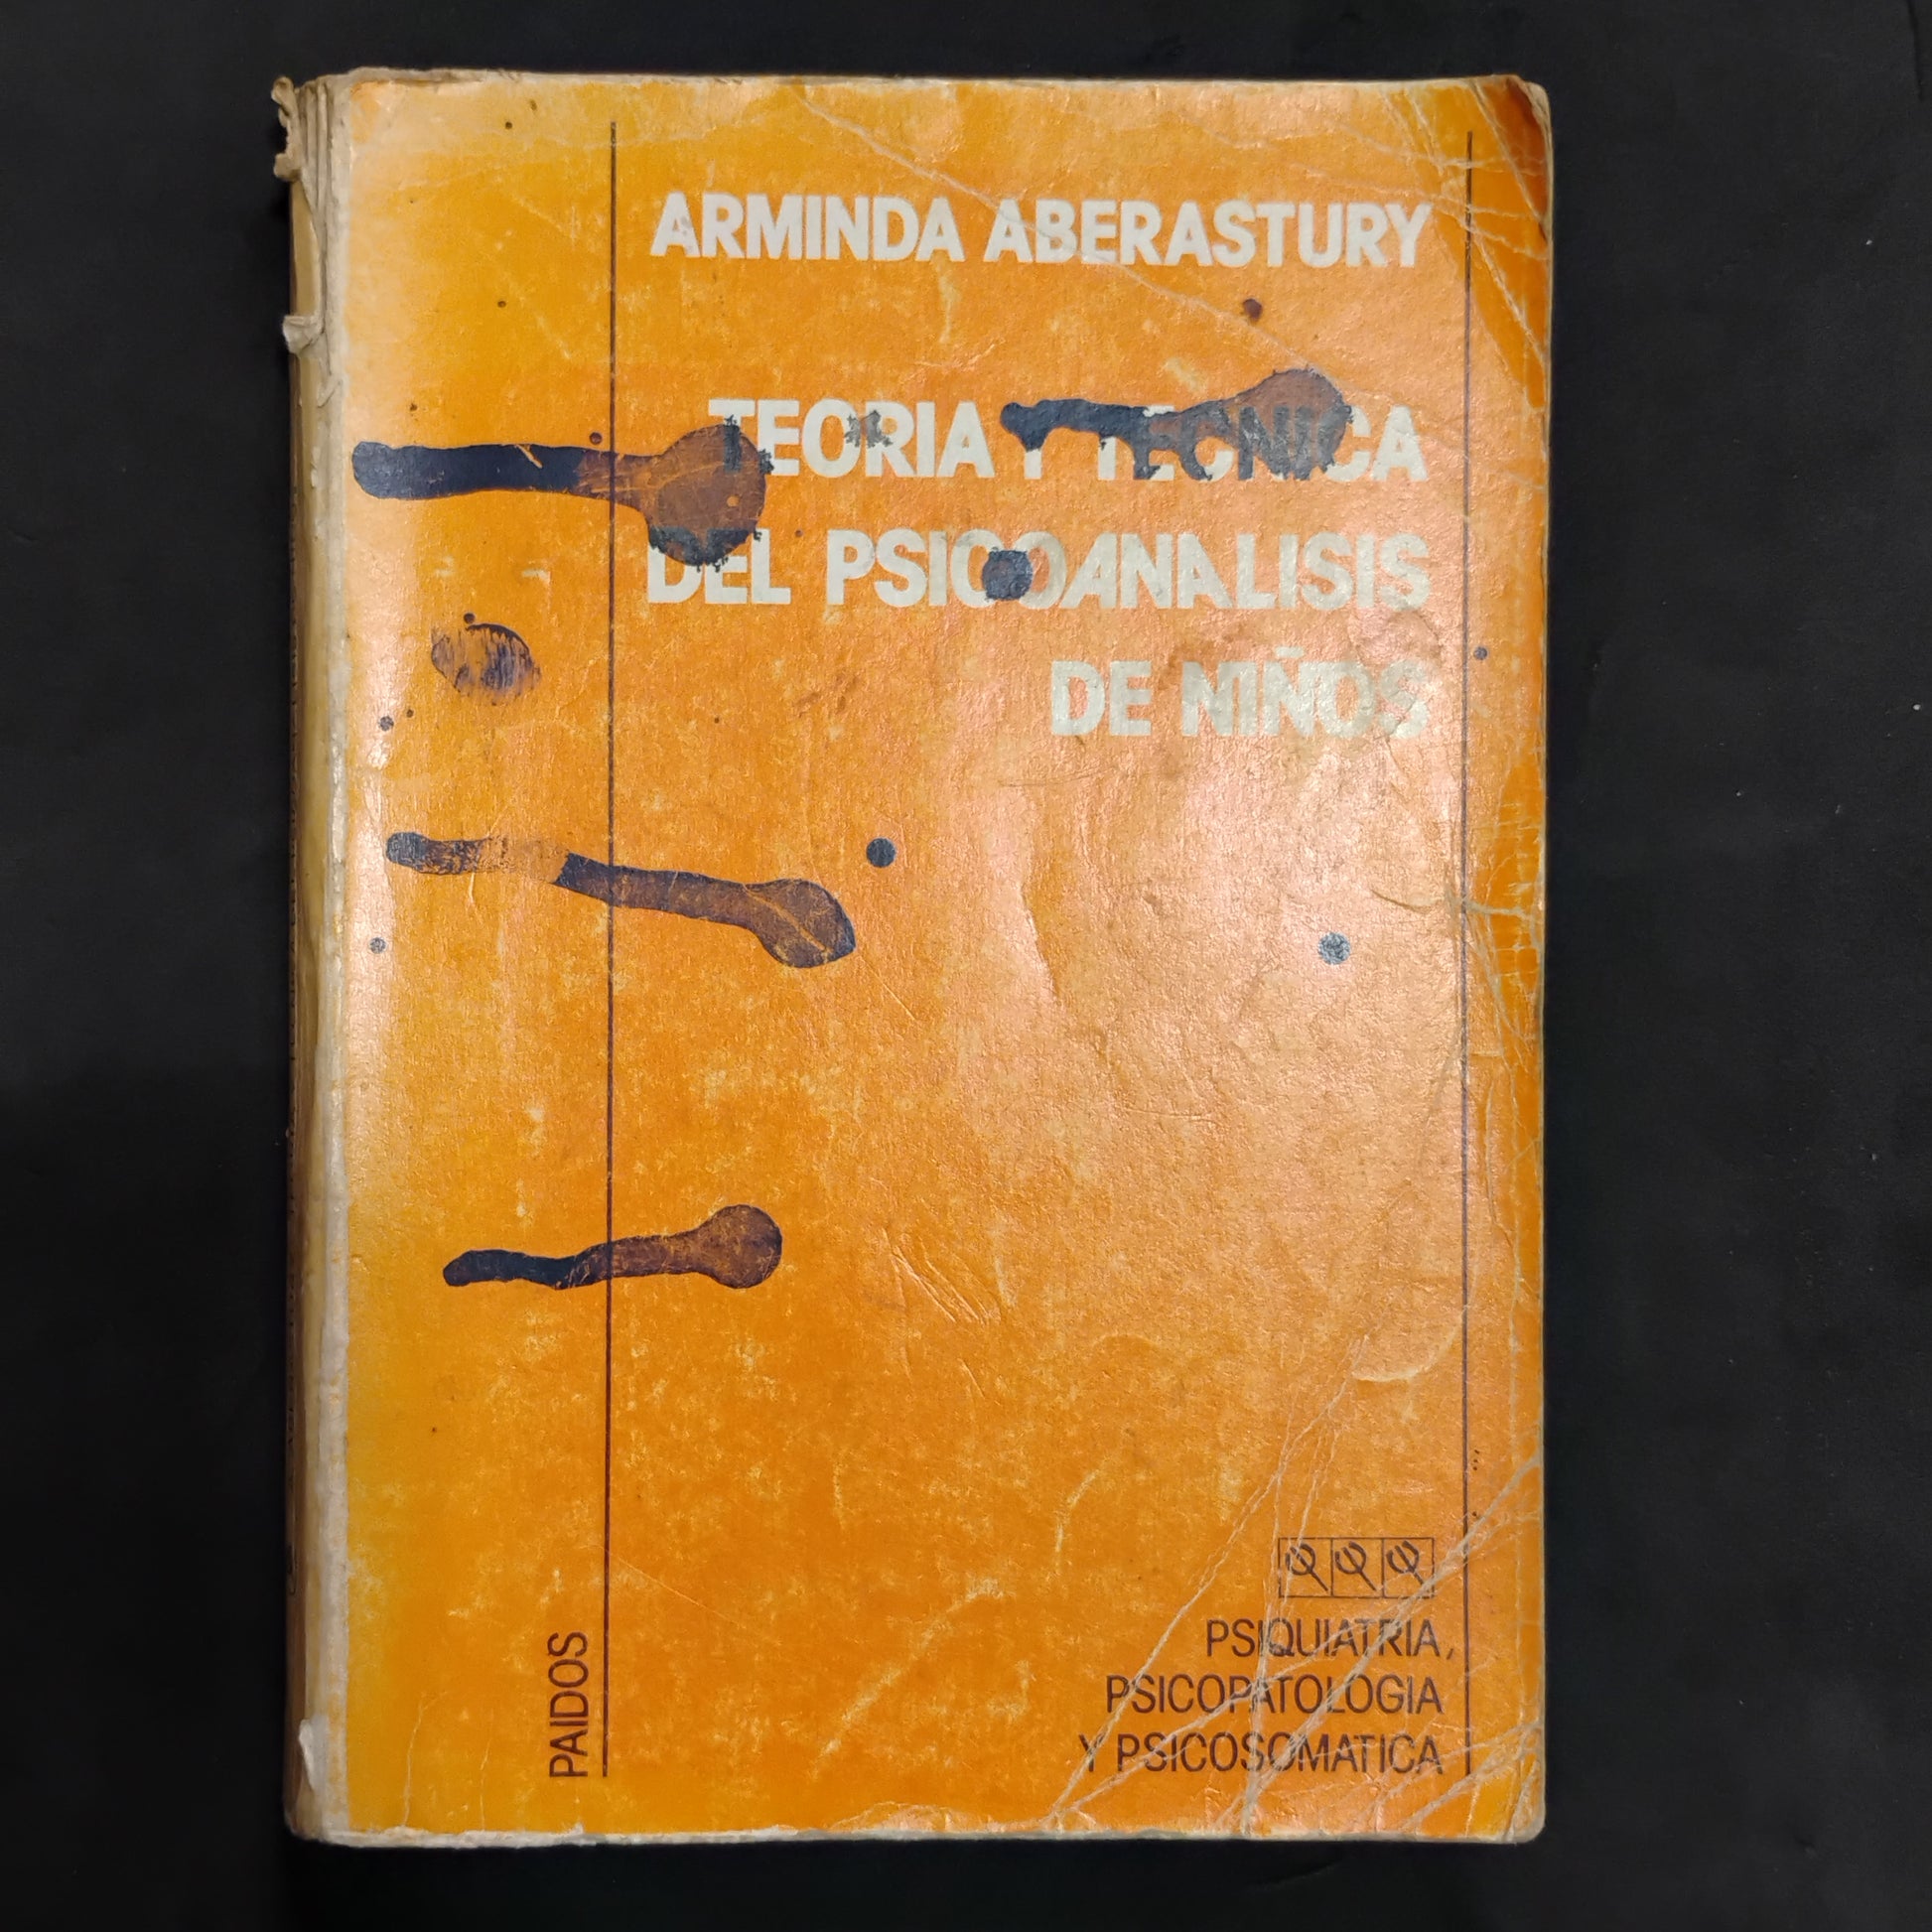 ARMINDA ABERASTURY
TEORIA Y TECNICA
DEL PSICOANALISIS
DE NIÑOS
PAIDOS
PSIQUIATRIA,
PSICOPATOLOGIA
Y PSICOSOMATICA